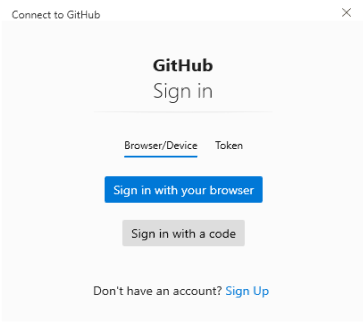 Connect to GitHub
GitHub
Sign in
Browser/Device Token
Sign in with your browser
Sign in with a code
Don't have an account? Sign Up